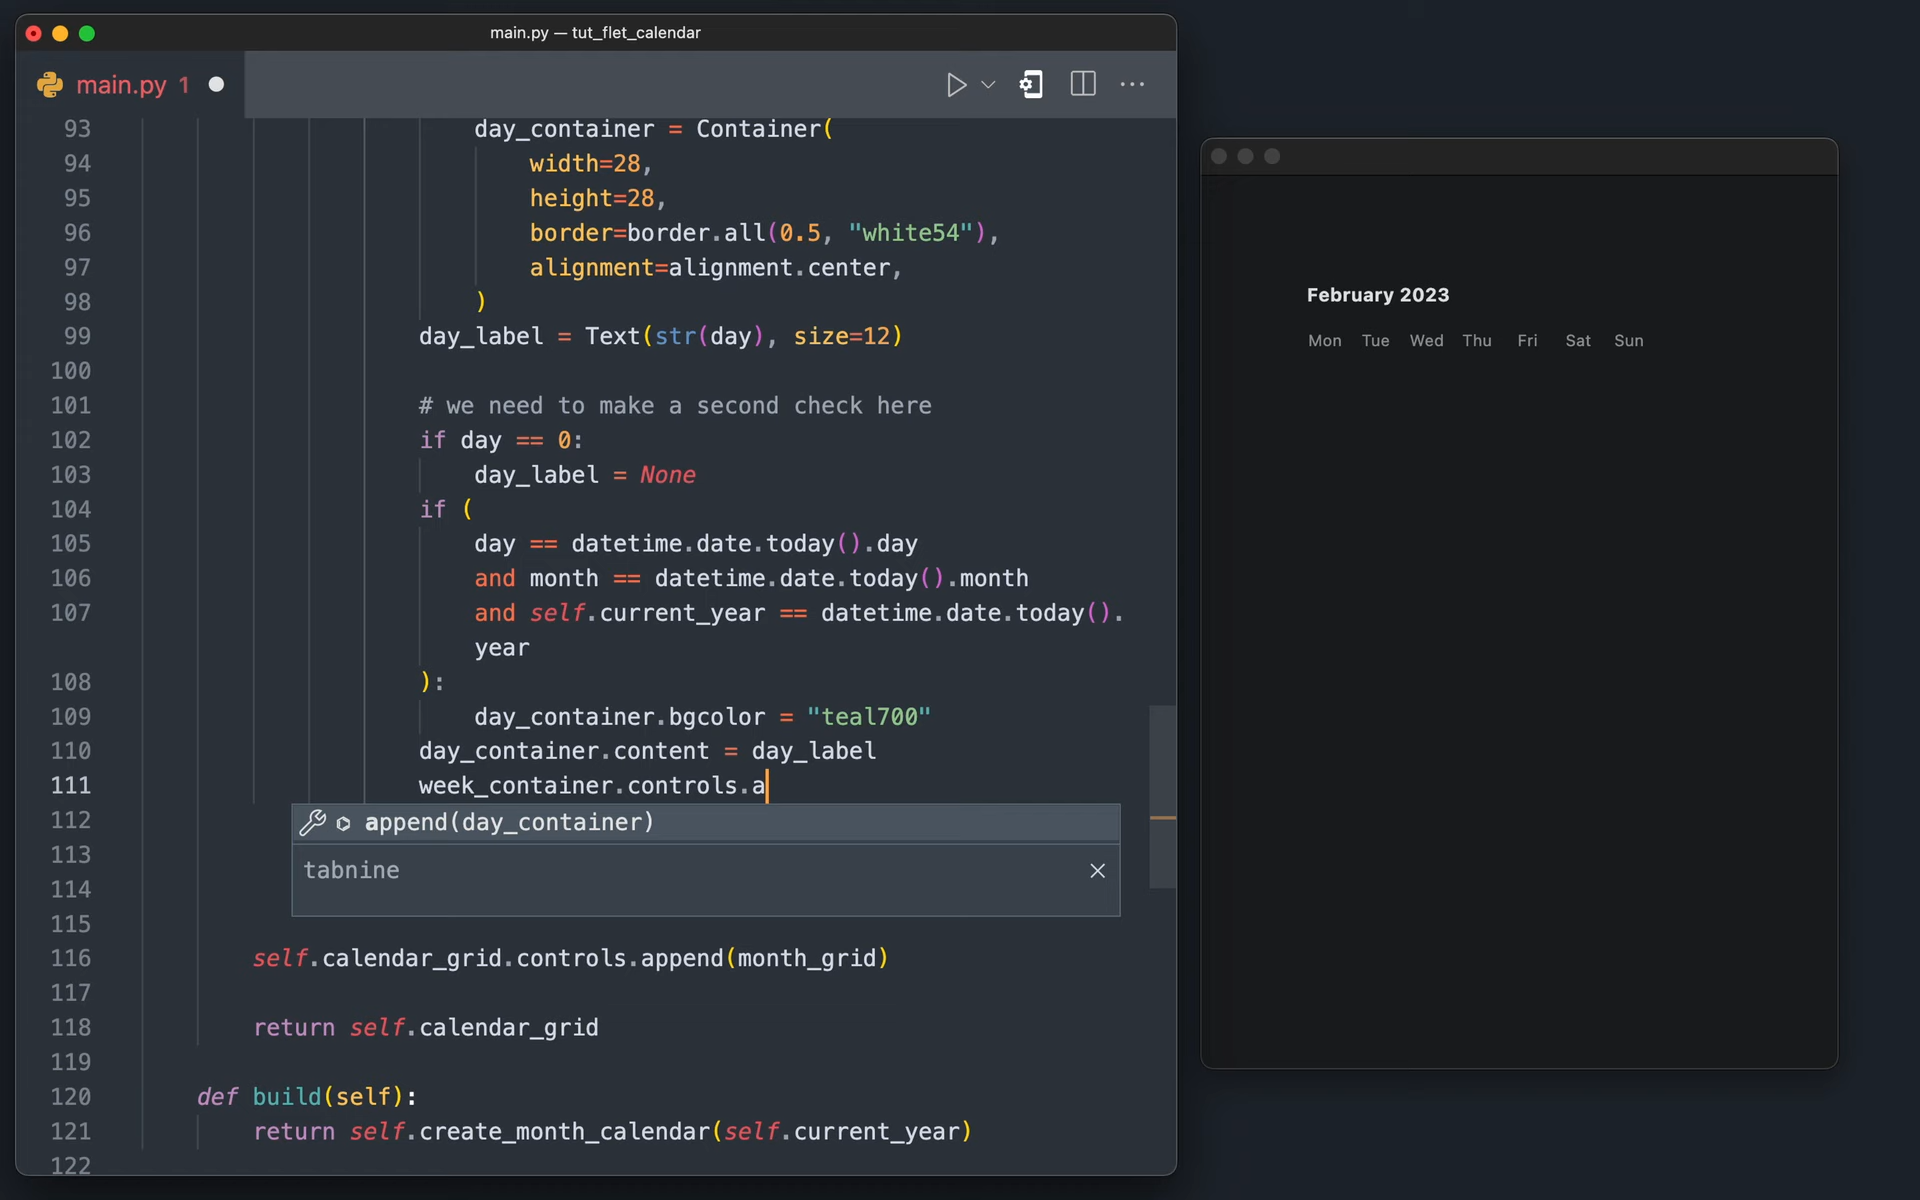 main.py — tut_flet_calendar
main.py 1
93 day_container = Container(
94 width=28,
95 height=28,
96 border=border.all(0.5, "white54"),
97 alignment=alignment.center,
98 )
99 day_label = Text(str(day), size=12)
100
101 # we need to make a second check here
102 if day == 0:
103 day_label = None
104 if (
105 day == datetime.date.today().day
106 and month == datetime.date.today().month
107 and self.current_year == datetime.date.today().
year
108 ):
109 day_container.bgcolor = "teal700"
110 day_container.content = day_label
111 week_container.controls.a
112 append(day_container)
113 tabnine
114
115
116 self.calendar_grid.controls.append(month_grid)
117
118 return self.calendar_grid
119
120 def build(self):
121 return self.create_month_calendar(self.current_year)
122
February 2023
Mon Tue Wed Thu Fri Sat Sun